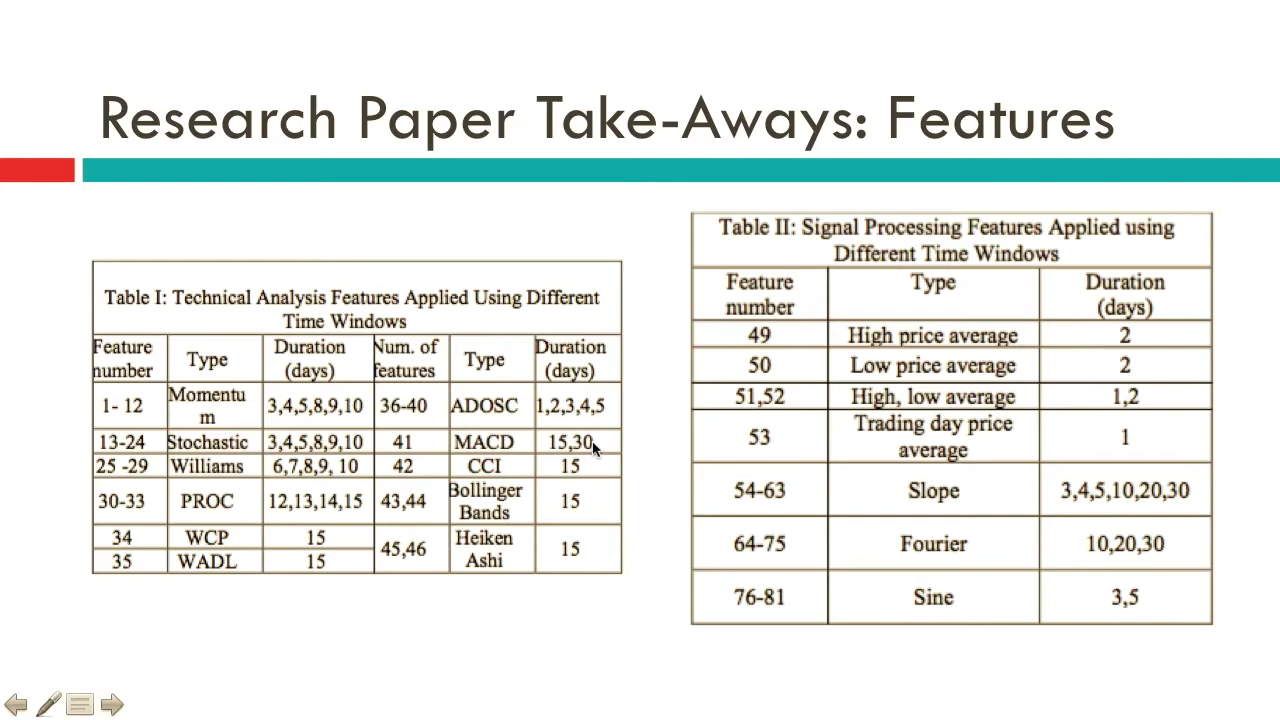 Research Paper Take-Aways: Features
Table I: Technical Analysis Features Applied Using Different
Time Windows
Feature number Type Duration (days) Num. of features Type Duration (days)
1- 12 Momentu m 3,4,5,8,9,10 36-40 ADOSC 1,2,3,4,5
13-24 Stochastic 3,4,5,8,9,10 41 MACD 15,30
25 -29 Williams 6,7,8,9, 10 42 CCI 15
30-33 PROC 12,13,14,15 43,44 Bollinger Bands 15
34 WCP 15 45,46 Heiken Ashi 15
35 WADL 15
Table II: Signal Processing Features Applied using
Different Time Windows
Feature number Type Duration (days)
49 High price average 2
50 Low price average 2
51,52 High, low average 1,2
53 Trading day price average 1
54-63 Slope 3,4,5,10,20,30
64-75 Fourier 10,20,30
76-81 Sine 3,5